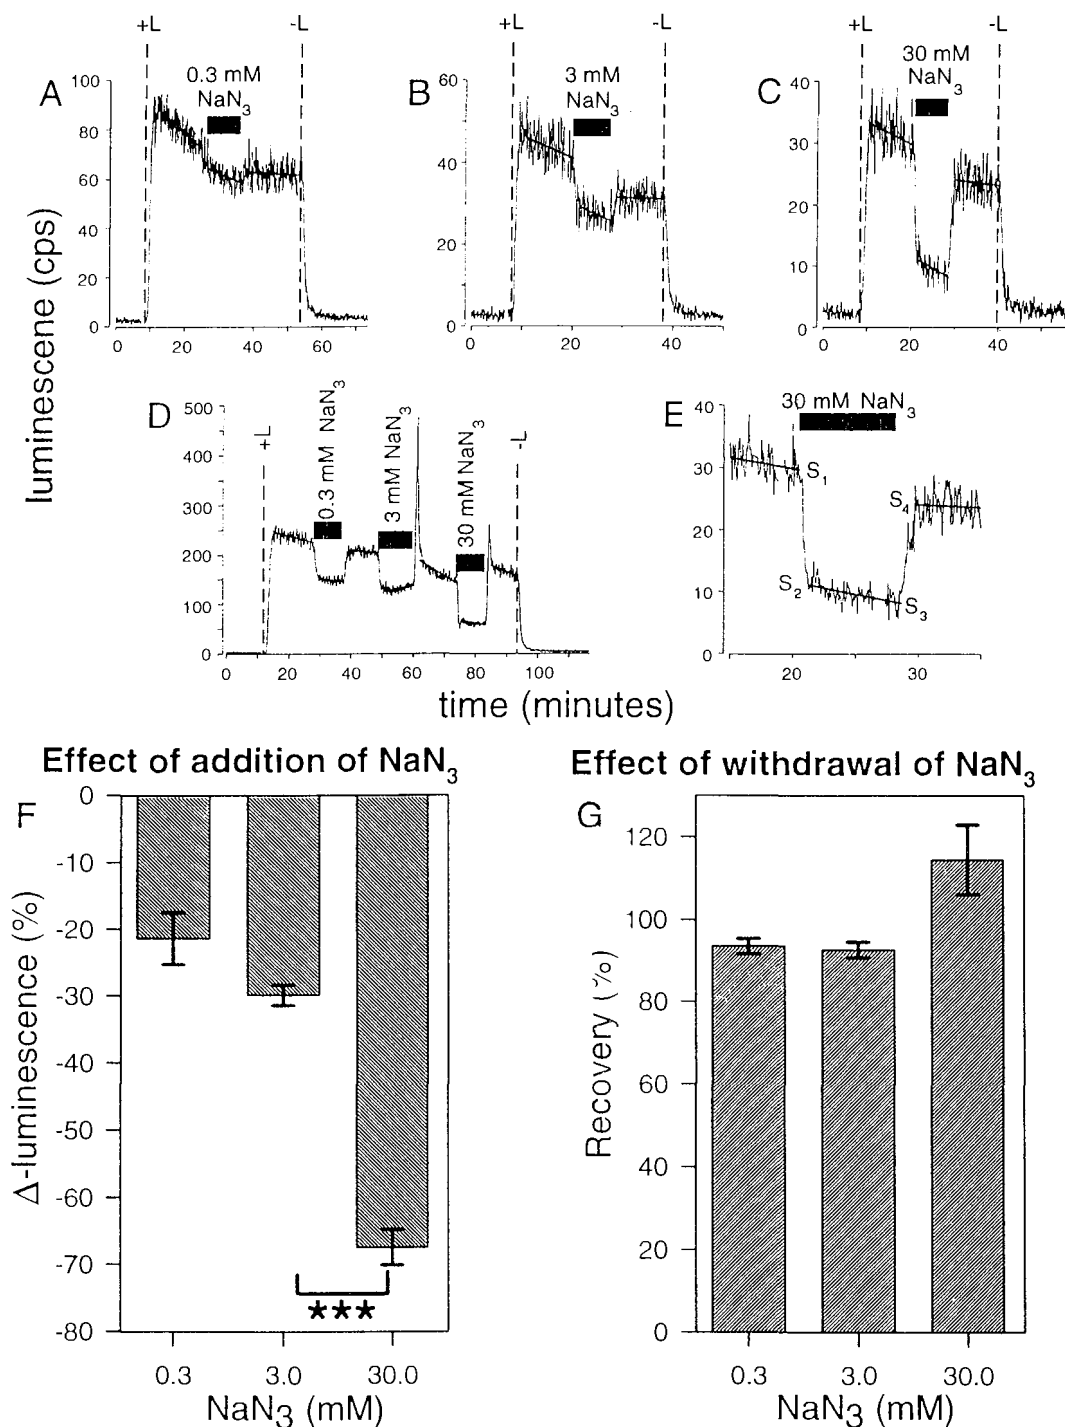 +L -L
+L -L
+L -L
A
0.3 mM
NaN3
100
80
60
40
20
0
0 20 40 60
B
3 mM
NaN3
60
40
20
0
0 20 40
C
30 mM
NaN3
40
30
20
10
0
0 20 40
luminescene (cps)
D
+L
0.3 mM NaN3
3 mM NaN3
30 mM NaN3
-L
500
400
300
200
100
0
0 20 40 60 80 100
E
30 mM NaN3
40
30
20
10
0
S1
S2
S3
S4
20 30
time (minutes)
Effect of addition of NaN3
F
0
-10
-20
-30
-40
-50
-60
-70
-80
Δ-luminescence (%)
★★★
0.3 3.0 30.0
NaN3 (mM)
Effect of withdrawal of NaN3
G
120
100
80
60
40
20
0
Recovery (%)
0.3 3.0 30.0
NaN3 (mM)